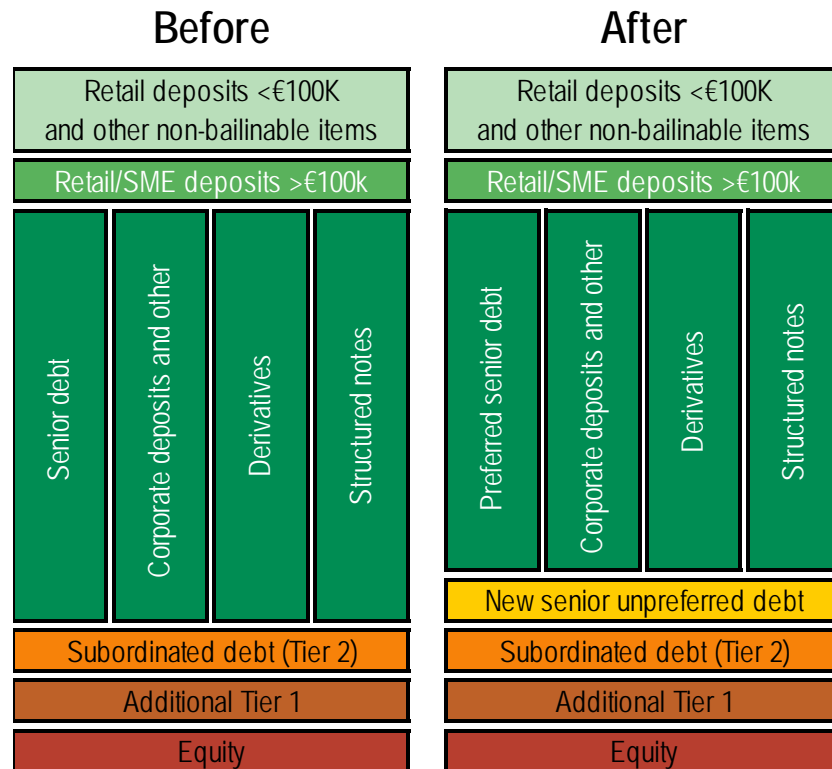 Before
Retail deposits <€100K
and other non-bailinable items
Retail/SME deposits >€100k
Senior debt
Corporate deposits and other
Derivatives
Structured notes
Subordinated debt (Tier 2)
Additional Tier 1
Equity
After
Retail deposits <€100K
and other non-bailinable items
Retail/SME deposits >€100k
Preferred senior debt
Corporate deposits and other
Derivatives
Structured notes
New senior unpreferred debt
Subordinated debt (Tier 2)
Additional Tier 1
Equity